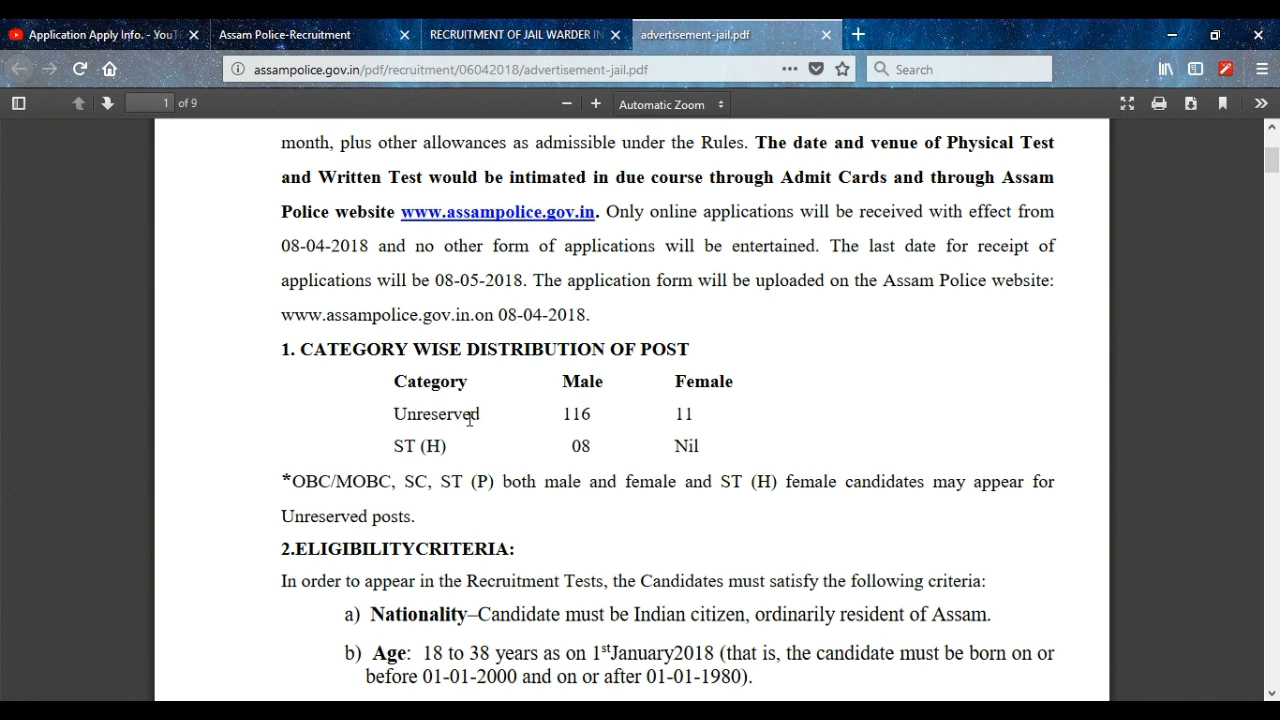 Application Apply Info. - YouT
Assam Police-Recruitment
RECRUITMENT OF JAIL WARDER IN
advertisement-jail.pdf
assampolice.gov.in/pdf/recruitment/06042018/advertisement-jail.pdf
Search
1 of 9
Automatic Zoom
month, plus other allowances as admissible under the Rules. The date and venue of Physical Test
and Written Test would be intimated in due course through Admit Cards and through Assam
Police website www.assampolice.gov.in. Only online applications will be received with effect from
08-04-2018 and no other form of applications will be entertained. The last date for receipt of
applications will be 08-05-2018. The application form will be uploaded on the Assam Police website:
www.assampolice.gov.in.on 08-04-2018.
1. CATEGORY WISE DISTRIBUTION OF POST
Category Male Female
Unreserved 116 11
ST (H) 08 Nil
*OBC/MOBC, SC, ST (P) both male and female and ST (H) female candidates may appear for
Unreserved posts.
2.ELIGIBILITYCRITERIA:
In order to appear in the Recruitment Tests, the Candidates must satisfy the following criteria:
a) Nationality–Candidate must be Indian citizen, ordinarily resident of Assam.
b) Age: 18 to 38 years as on 1stJanuary2018 (that is, the candidate must be born on or
before 01-01-2000 and on or after 01-01-1980).